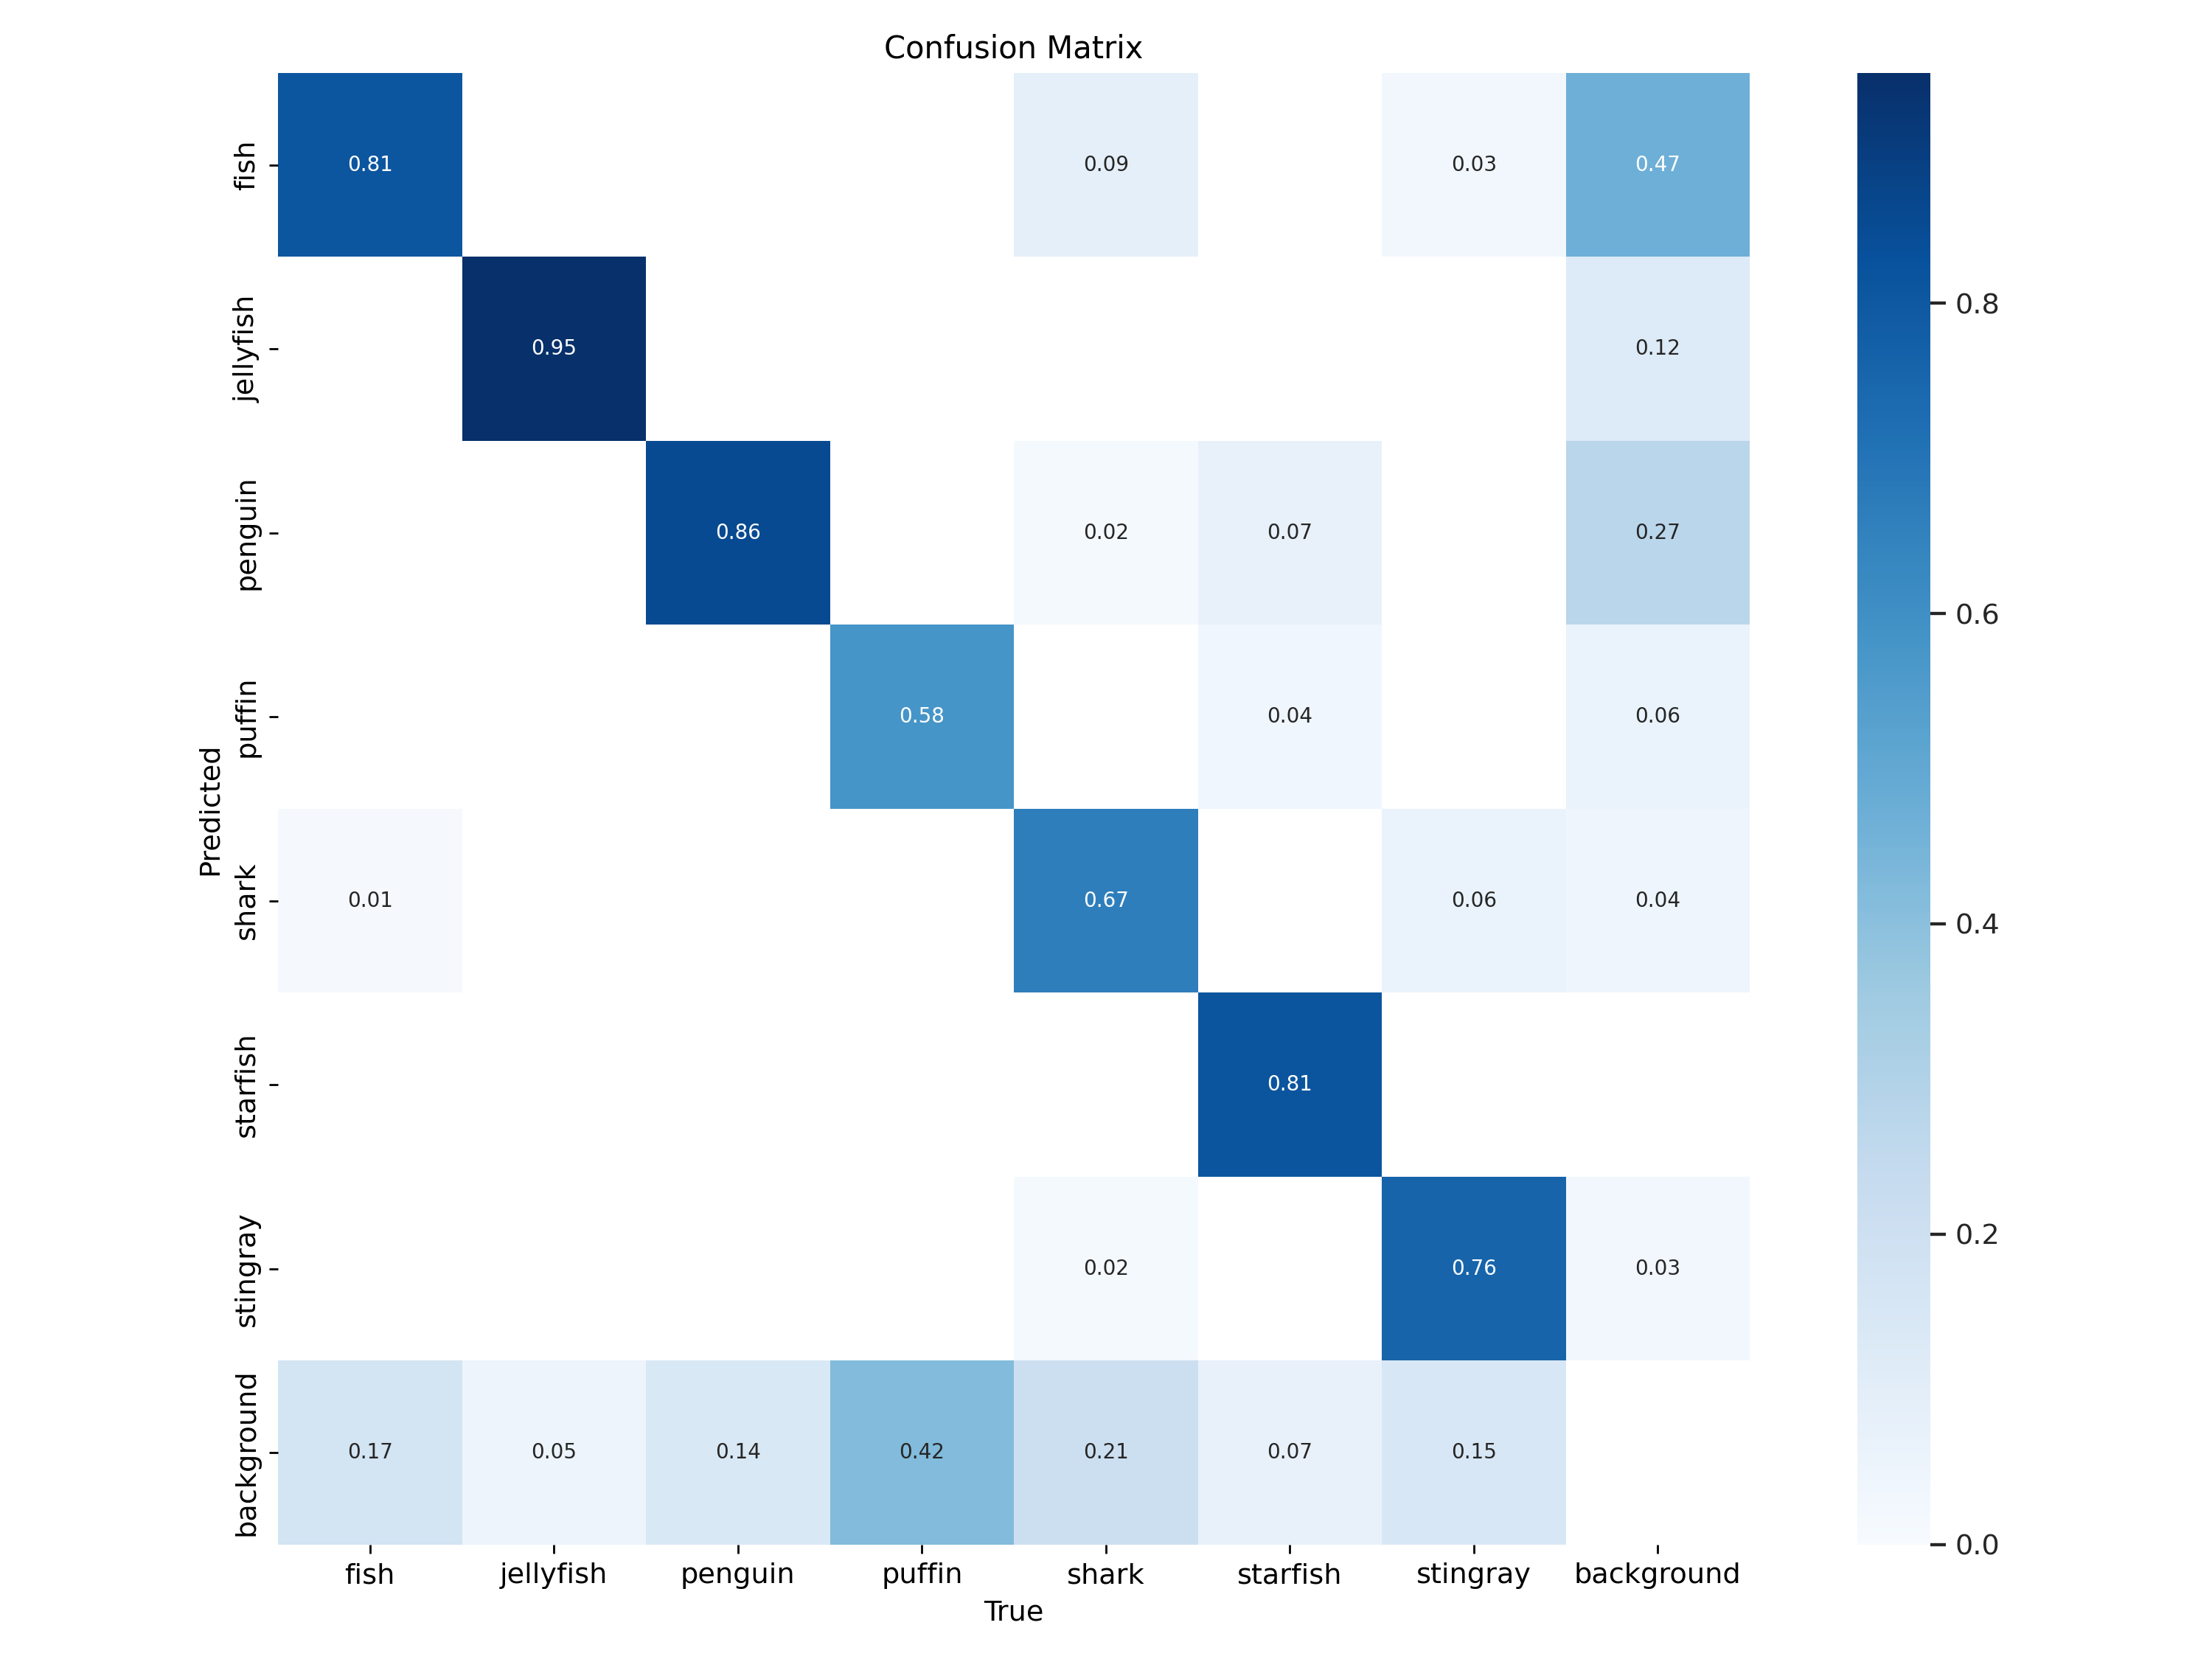 Confusion Matrix
fish 0.81 0.09 0.03 0.47
jellyfish 0.95 0.12
penguin 0.86 0.02 0.07 0.27
puffin 0.58 0.04 0.06
shark 0.01 0.67 0.06 0.04
starfish 0.81
stingray 0.02 0.76 0.03
background 0.17 0.05 0.14 0.42 0.21 0.07 0.15
Predicted
fish jellyfish penguin puffin shark starfish stingray background
True
0.8
0.6
0.4
0.2
0.0